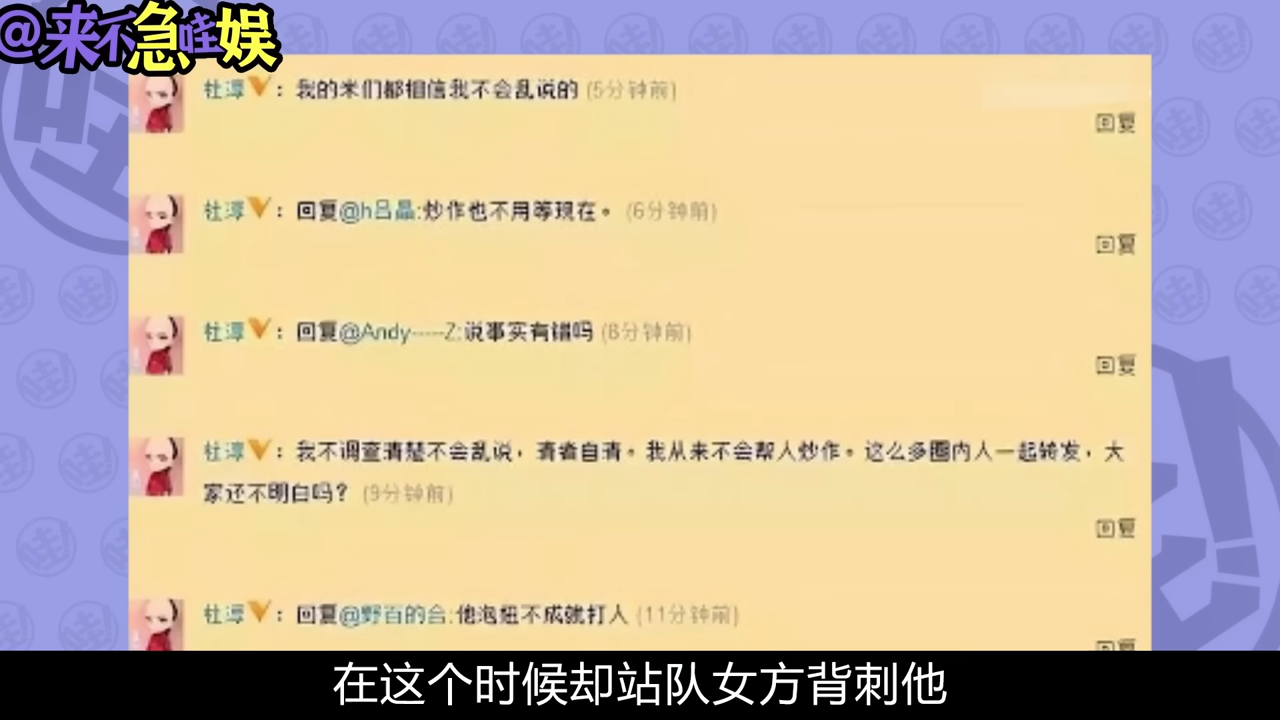 @来不急哇娱
杜淳：我的米们都相信我不会乱说的 (5分钟前)
回复
杜淳：回复@h吕晶:炒作也不用等现在。 (6分钟前)
回复
杜淳：回复@Andy-----Z:说事实有错吗 (8分钟前)
回复
杜淳：我不调查清楚不会乱说，清者自清。我从来不会帮人炒作。这么多圈内人一起转发，大
家还不明白吗？ (9分钟前)
回复
杜淳：回复@野百的合:他泡妞不成就打人 (11分钟前)
回复
在这个时候却站队女方背刺他